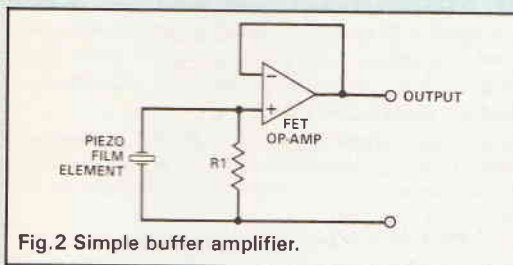 −
+
OUTPUT
FET
OP-AMP
PIEZO
FILM
ELEMENT
R1
Fig.2 Simple buffer amplifier.